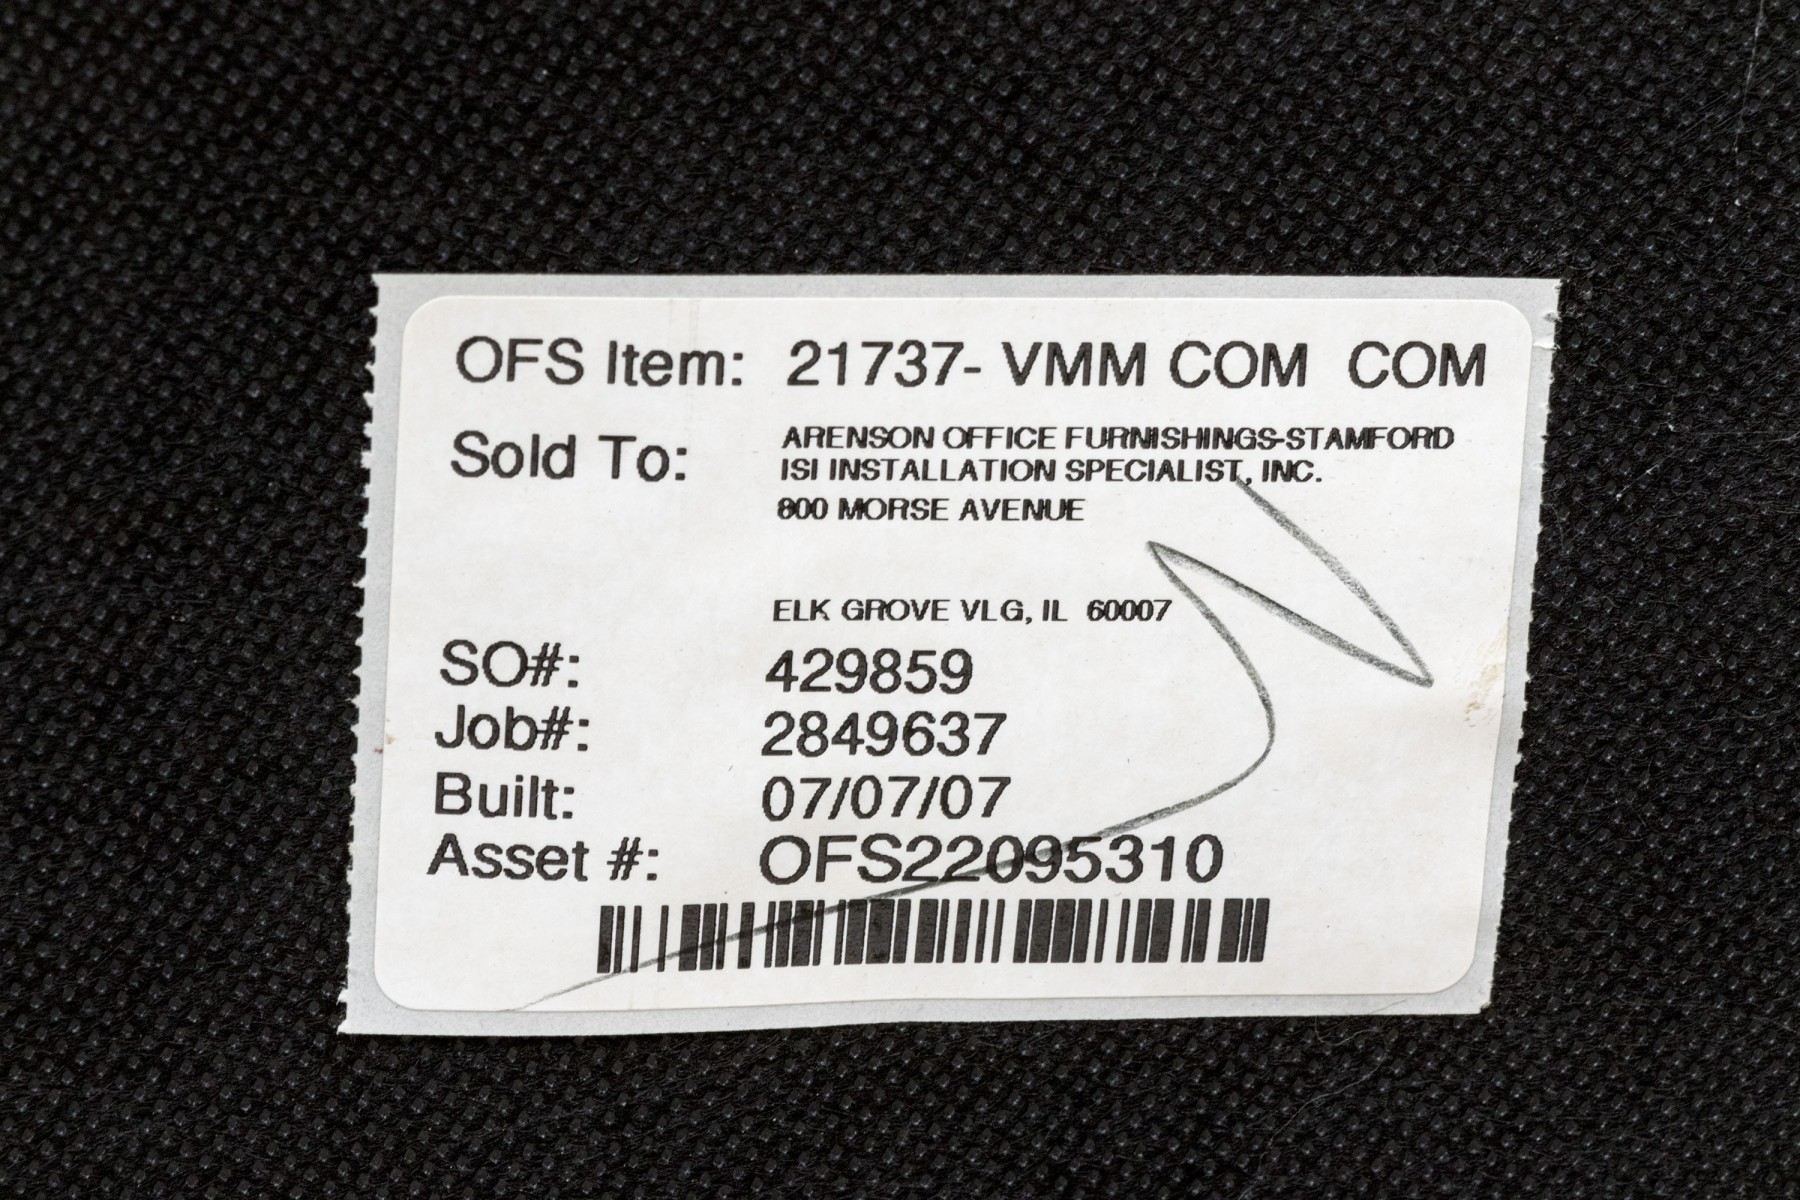 OFS Item: 21737- VMM COM  COM
Sold To: ARENSON OFFICE FURNISHINGS-STAMFORD
ISI INSTALLATION SPECIALIST, INC.
800 MORSE AVENUE
ELK GROVE VLG, IL  60007
SO#: 429859
Job#: 2849637
Built: 07/07/07
Asset #: OFS22095310